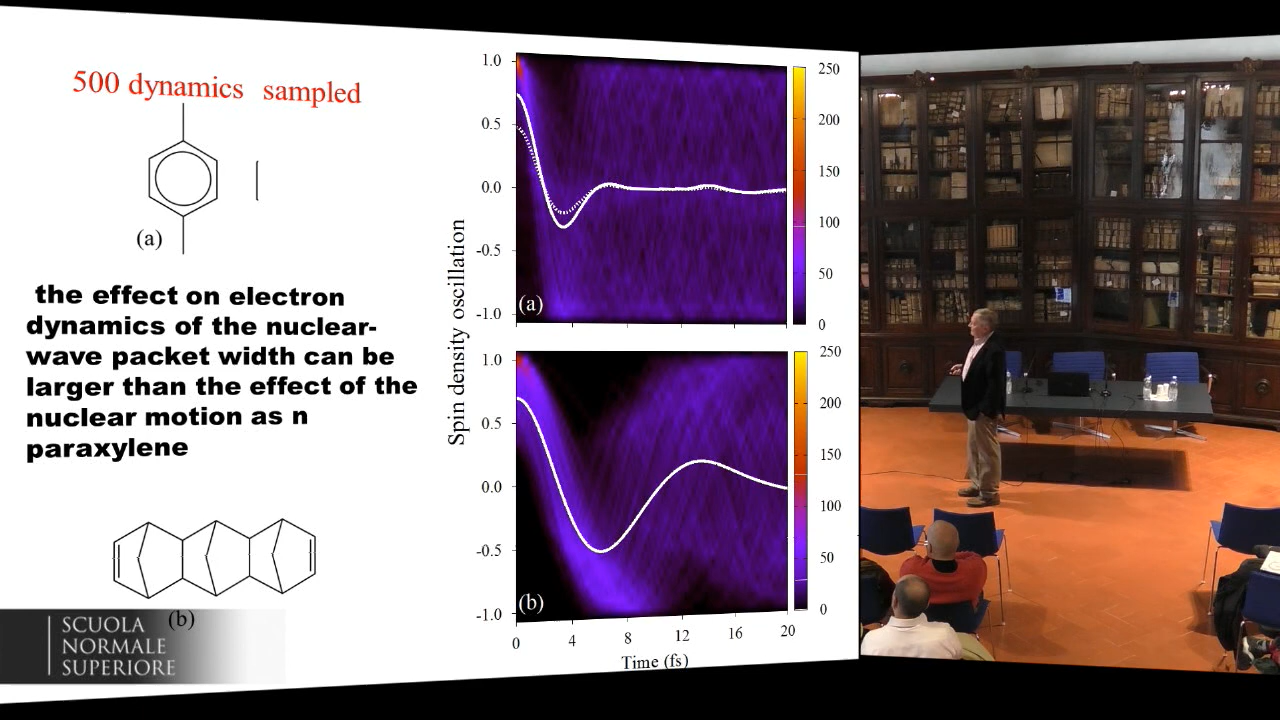 500 dynamics sampled
(a)
the effect on electron
dynamics of the nuclear-
wave packet width can be
larger than the effect of the
nuclear motion as n
paraxylene
(b)
SCUOLA
NORMALE
SUPERIORE
Spin density oscillation
1.0
0.5
0.0
-0.5
-1.0
(a)
250
200
150
100
50
0
1.0
0.5
0.0
-0.5
-1.0
(b)
250
200
150
100
50
0
0 4 8 12 16 20
Time (fs)